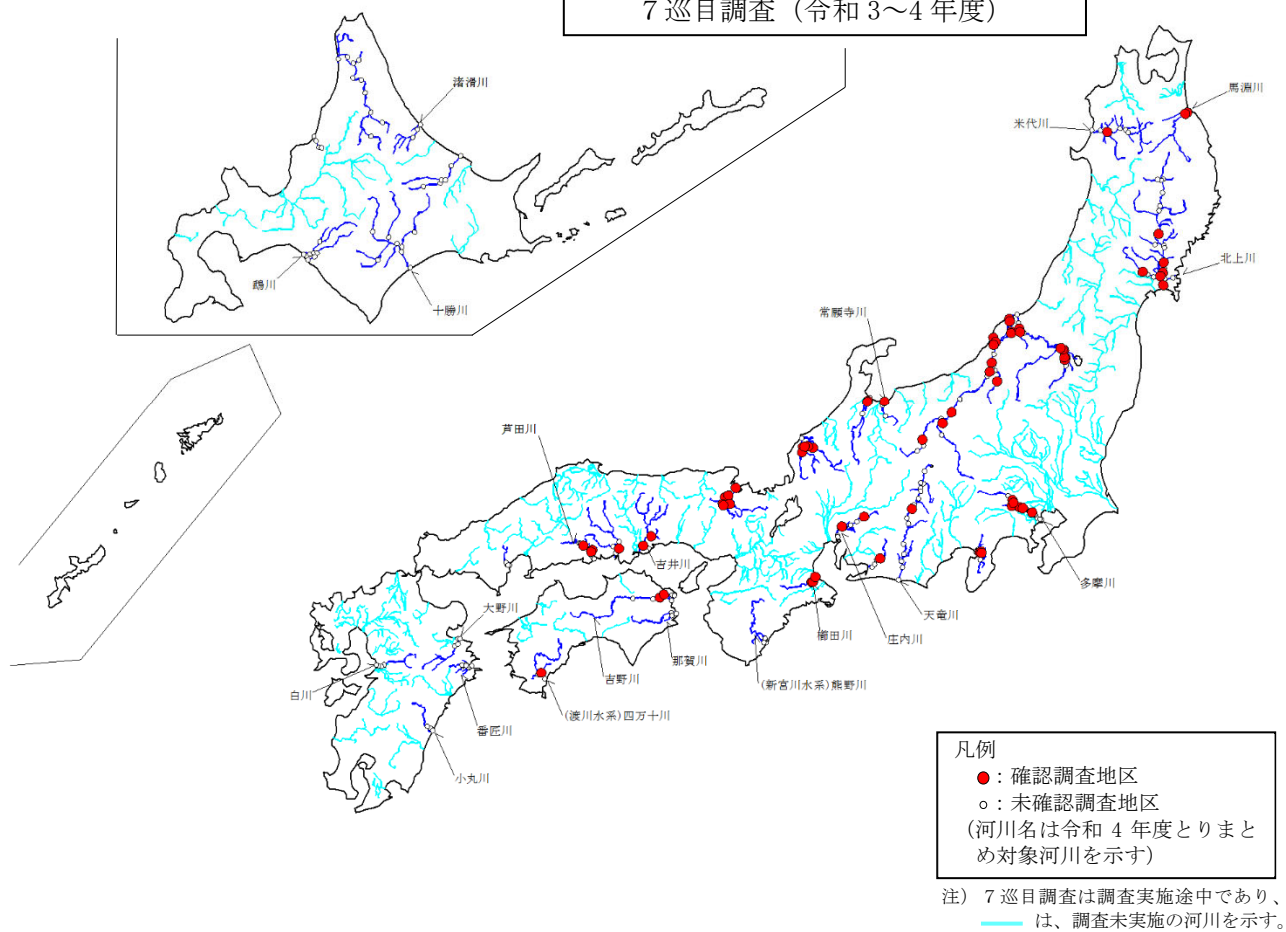 7 巡目調査（令和 3～4 年度）
渚滑川
鵡川
十勝川
馬淵川
米代川
北上川
常願寺川
芦田川
吉井川
多摩川
天竜川
庄内川
櫛田川
(新宮川水系)熊野川
那賀川
吉野川
(渡川水系)四万十川
大野川
白川
番匠川
小丸川
凡例
：確認調査地区
：未確認調査地区
(河川名は令和 4 年度とりまと
め対象河川を示す)
注） 7 巡目調査は調査実施途中であり、
は、調査未実施の河川を示す。